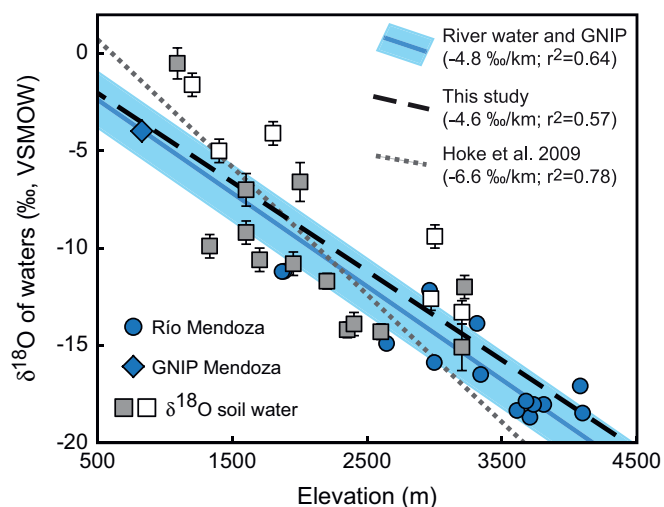 River water and GNIP
(-4.8 ‰/km; r²=0.64)
This study
(-4.6 ‰/km; r²=0.57)
Hoke et al. 2009
(-6.6 ‰/km; r2=0.78)
0
-5
-10
-15
-20
δ¹⁸O of waters (‰, VSMOW)
Río Mendoza
GNIP Mendoza
δ¹⁸O soil water
500
1500
2500
3500
4500
Elevation (m)